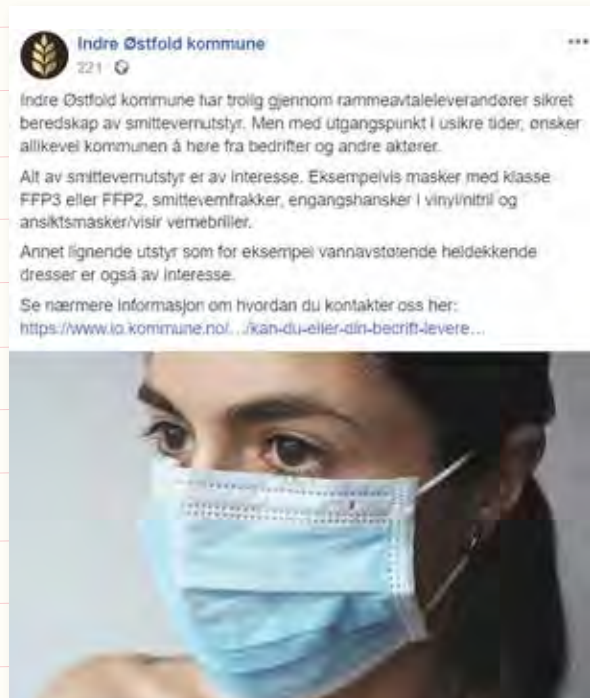 Indre Østfold kommune
221
Indre Østfold kommune har trolig gjennom rammeavtaleleverandører sikret
beredskap av smittevernutstyr. Men med utgangspunkt i usikre tider, ønsker
allikevel kommunen å høre fra bedrifter og andre aktører.
Alt av smittevernutstyr er av interesse. Eksempelvis masker med klasse
FFP3 eller FFP2, smittevernfrakker, engangshansker i vinyl/nitril og
ansiktsmasker/visir vernebriller.
Annet lignende utstyr som for eksempel vannavstøtende heldekkende
dresser er også av interesse.
Se nærmere informasjon om hvordan du kontakter oss her:
https://www.io.kommune.no/.../kan-du-eller-din-bedrift-levere...